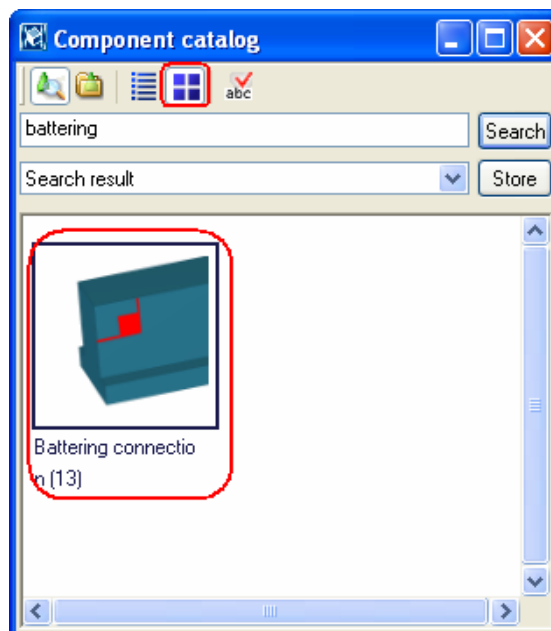 Component catalog
abc
battering
Search
Search result
Store
Battering connectio
n (13)